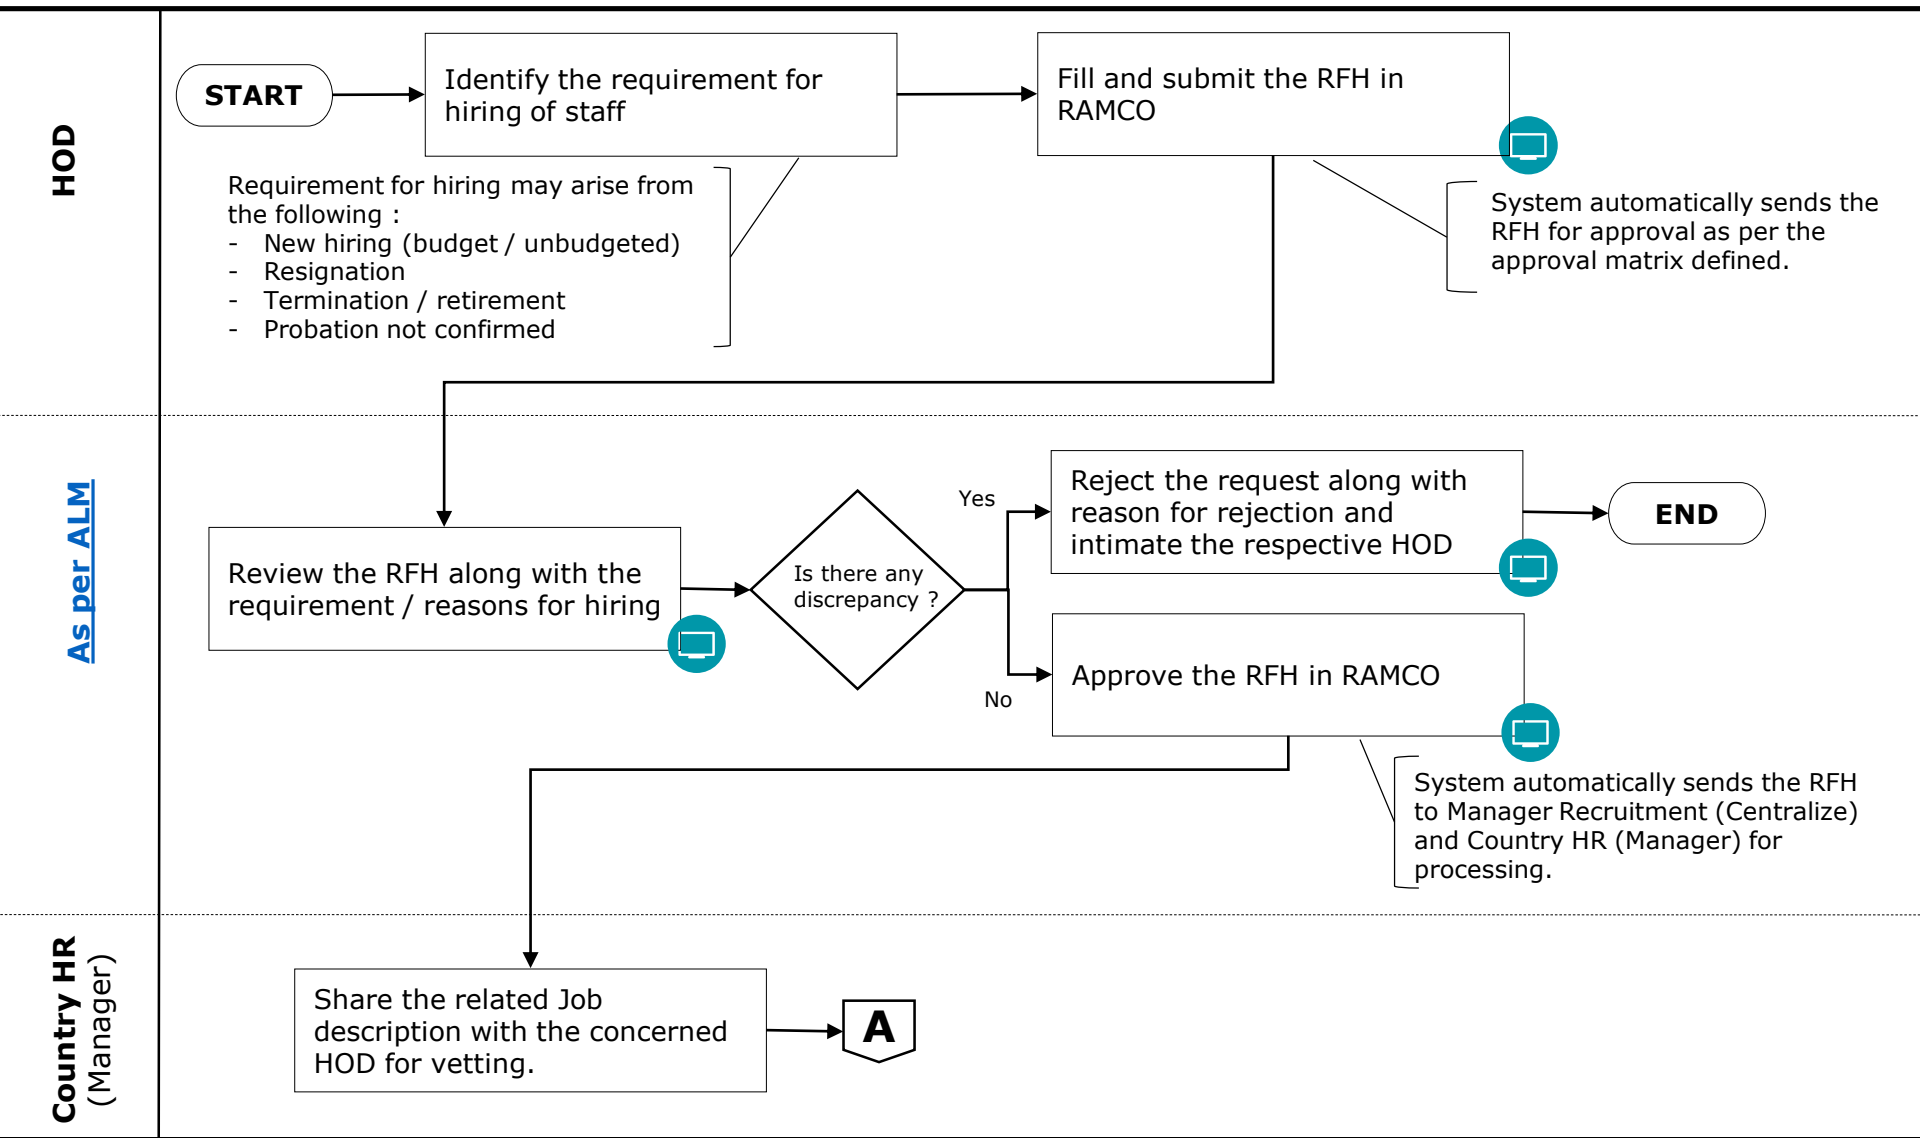 HOD
START
Identify the requirement for
hiring of staff
Fill and submit the RFH in
RAMCO
Requirement for hiring may arise from
the following :
- New hiring (budget / unbudgeted)
- Resignation
- Termination / retirement
- Probation not confirmed
System automatically sends the
RFH for approval as per the
approval matrix defined.
As per ALM
Review the RFH along with the
requirement / reasons for hiring
Is there any
discrepancy ?
Yes
Reject the request along with
reason for rejection and
intimate the respective HOD
END
No
Approve the RFH in RAMCO
System automatically sends the RFH
to Manager Recruitment (Centralize)
and Country HR (Manager) for
processing.
Country HR
(Manager)
Share the related Job
description with the concerned
HOD for vetting.
A